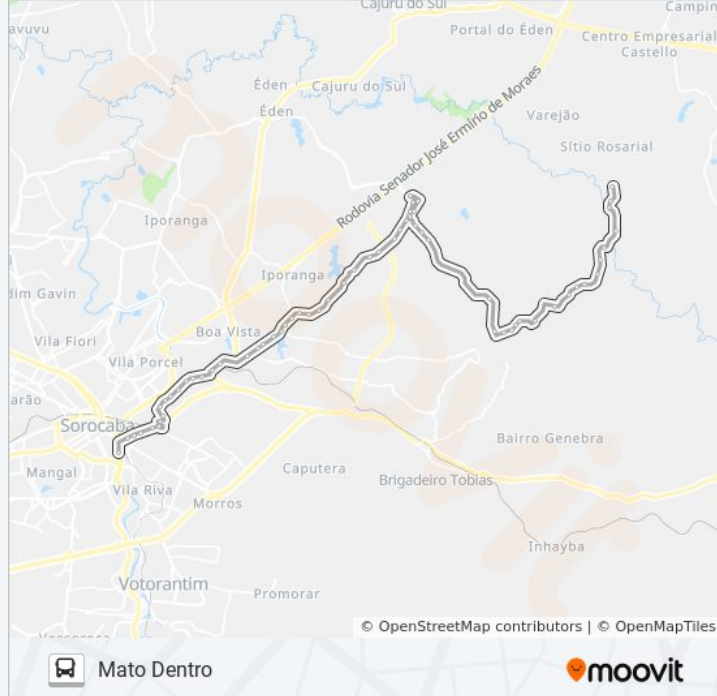 Cajuru do Sul
Campin
avuvu
Portal do Éden
Centro Empresarial
Castello
Éden
Cajuru do Sul
Éden
Varejão
Rodovia Senador José Ermírio de Moraes
Sítio Rosarial
Iporanga
Iporanga
dim Gavin
Vila Fiori
Boa Vista
Vila Porcel
arão
Sorocaba
Bairro Genebra
Mangal
Caputera
Brigadeiro Tobias
Vila Riva
Morros
Inhayba
Votorantim
Promorar
© OpenStreetMap contributors | © OpenMapTiles
Mato Dentro
moovit